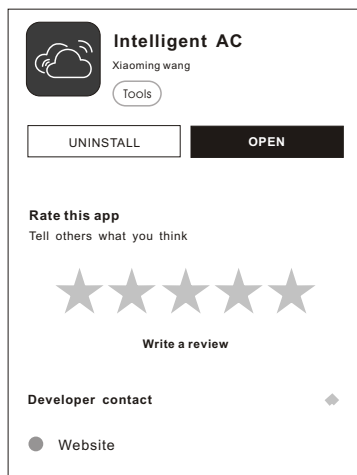 Intelligent AC
Xiaoming wang
Tools
UNINSTALL OPEN
Rate this app
Tell others what you think
Write a review
Developer contact
Website